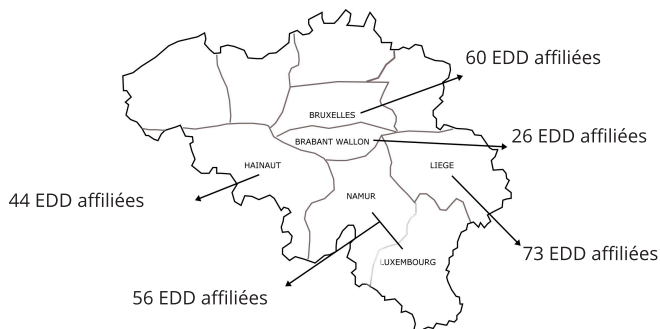 60 EDD affiliées
BRUXELLES
26 EDD affiliées
BRABANT WALLON
HAINAUT
LIEGE
44 EDD affiliées
NAMUR
73 EDD affiliées
LUXEMBOURG
56 EDD affiliées